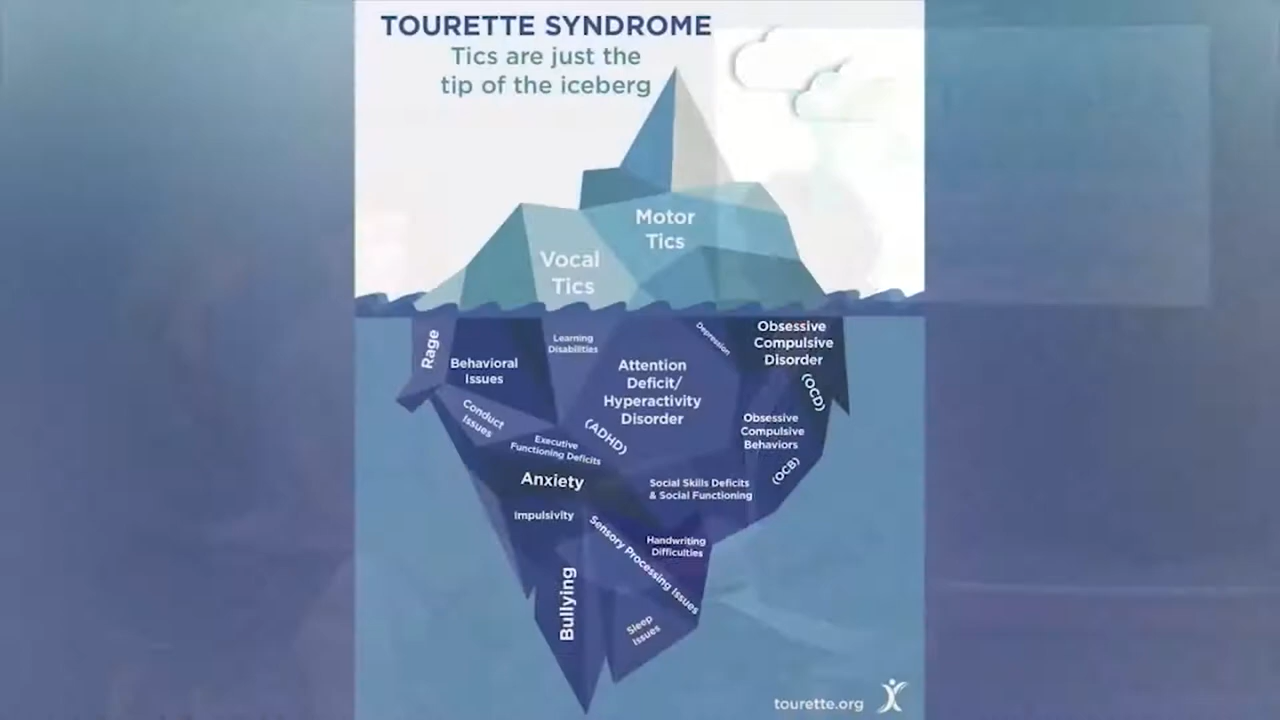 TOURETTE SYNDROME
Tics are just the
tip of the iceberg
Motor
Tics
Vocal
Tics
Rage
Behavioral
Issues
Learning
Disabilities
Depression
Obsessive
Compulsive
Disorder
(OCD)
Attention
Deficit/
Hyperactivity
Disorder
(ADHD)
Conduct
Issues
Executive
Functioning Deficits
Obsessive
Compulsive
Behaviors
(OCB)
Anxiety
Social Skills Deficits
& Social Functioning
Impulsivity
Sensory Processing Issues
Handwriting
Difficulties
Bullying
Sleep
Issues
tourette.org